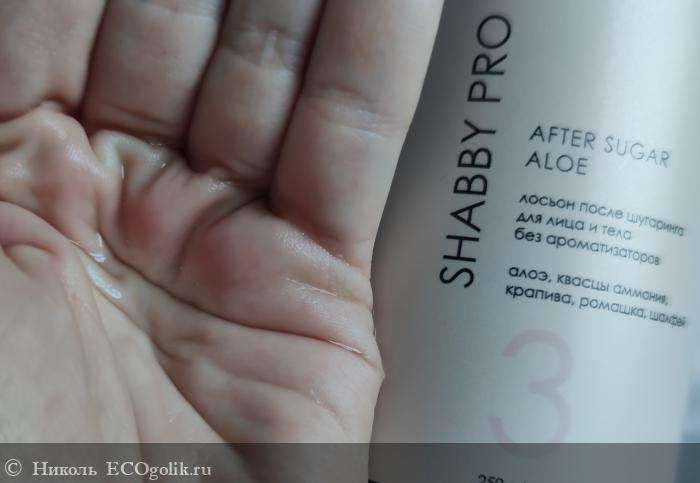 SHABBY PRO
AFTER SUGAR
ALOE
лосьон после шугаринга
для лица и тела
без ароматизаторов
алоэ, квасцы аммония,
крапива, ромашка, шалфей
3
© Николь ECOgolik.ru